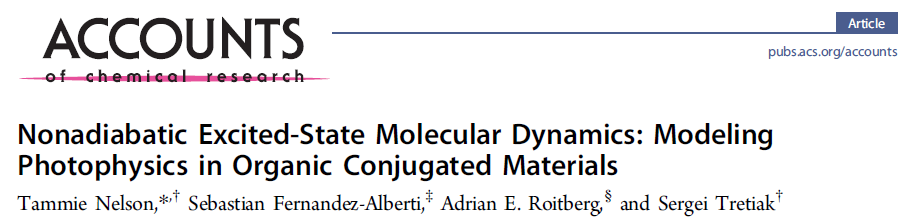 ACCOUNTS
of chemical research
Article
pubs.acs.org/accounts
Nonadiabatic Excited-State Molecular Dynamics: Modeling
Photophysics in Organic Conjugated Materials
Tammie Nelson,*,† Sebastian Fernandez-Alberti,‡ Adrian E. Roitberg,§ and Sergei Tretiak†